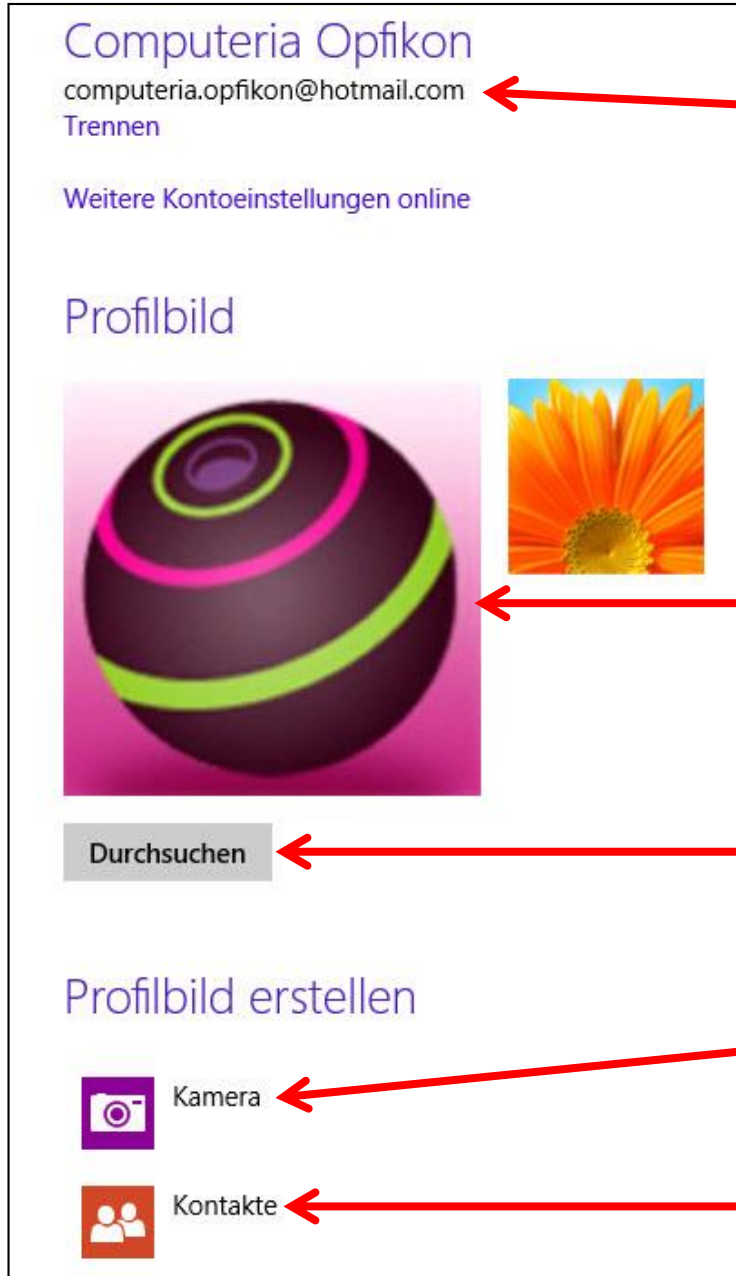 Computeria Opfikon
computeria.opfikon@hotmail.com
Trennen
Weitere Kontoeinstellungen online
Profilbild
Durchsuchen
Profilbild erstellen
Kamera
Kontakte